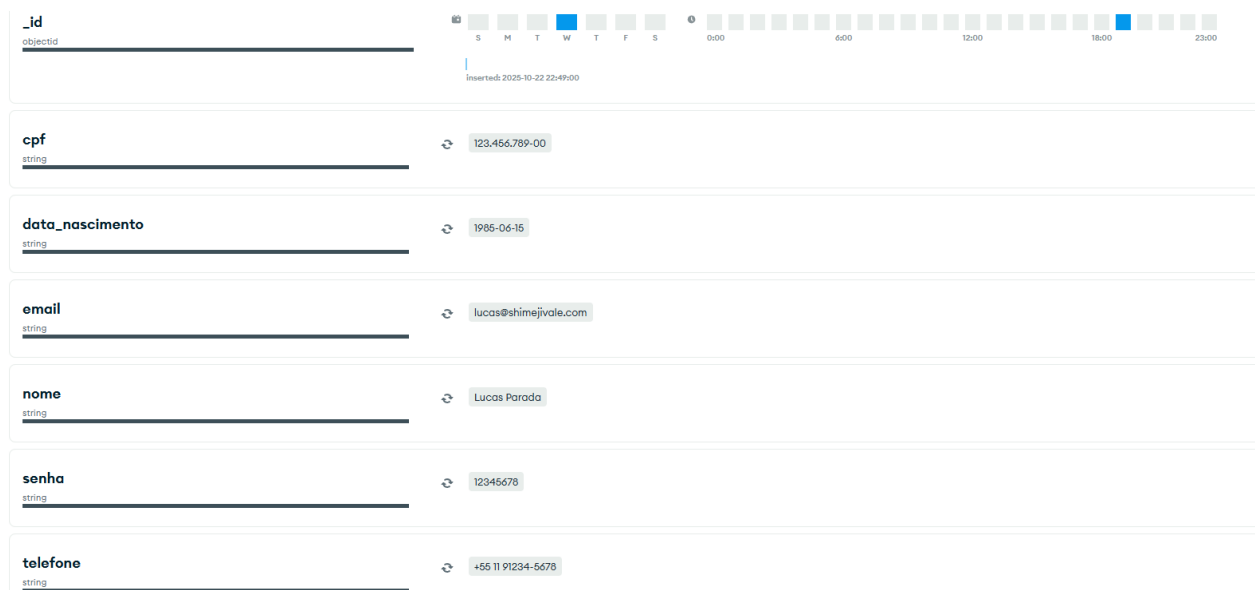 _id
objectid
S M T W T F S
0:00 6:00 12:00 18:00 23:00
inserted: 2025-10-22 22:49:00
cpf
string
123.456.789-00
data_nascimento
string
1985-06-15
email
string
lucas@shimejivale.com
nome
string
Lucas Parada
senha
string
12345678
telefone
string
+55 11 91234-5678